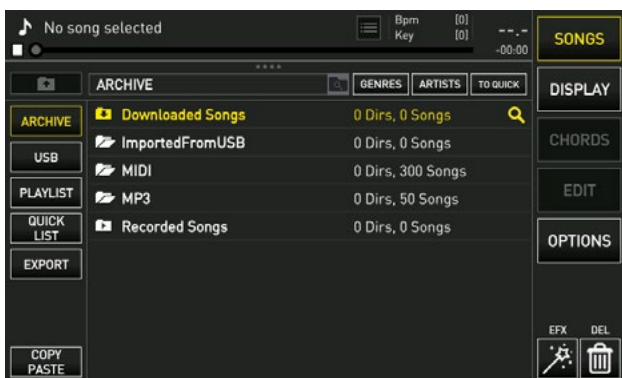 No song selected
Bpm [0]
Key [0]
--.-
-00:00
SONGS
ARCHIVE
GENRES
ARTISTS
TO QUICK
DISPLAY
ARCHIVE
Downloaded Songs 0 Dirs, 0 Songs
ImportedFromUSB 0 Dirs, 0 Songs
CHORDS
USB
MIDI 0 Dirs, 300 Songs
PLAYLIST
MP3 0 Dirs, 50 Songs
EDIT
QUICK
LIST
Recorded Songs 0 Dirs, 0 Songs
OPTIONS
EXPORT
EFX DEL
COPY
PASTE